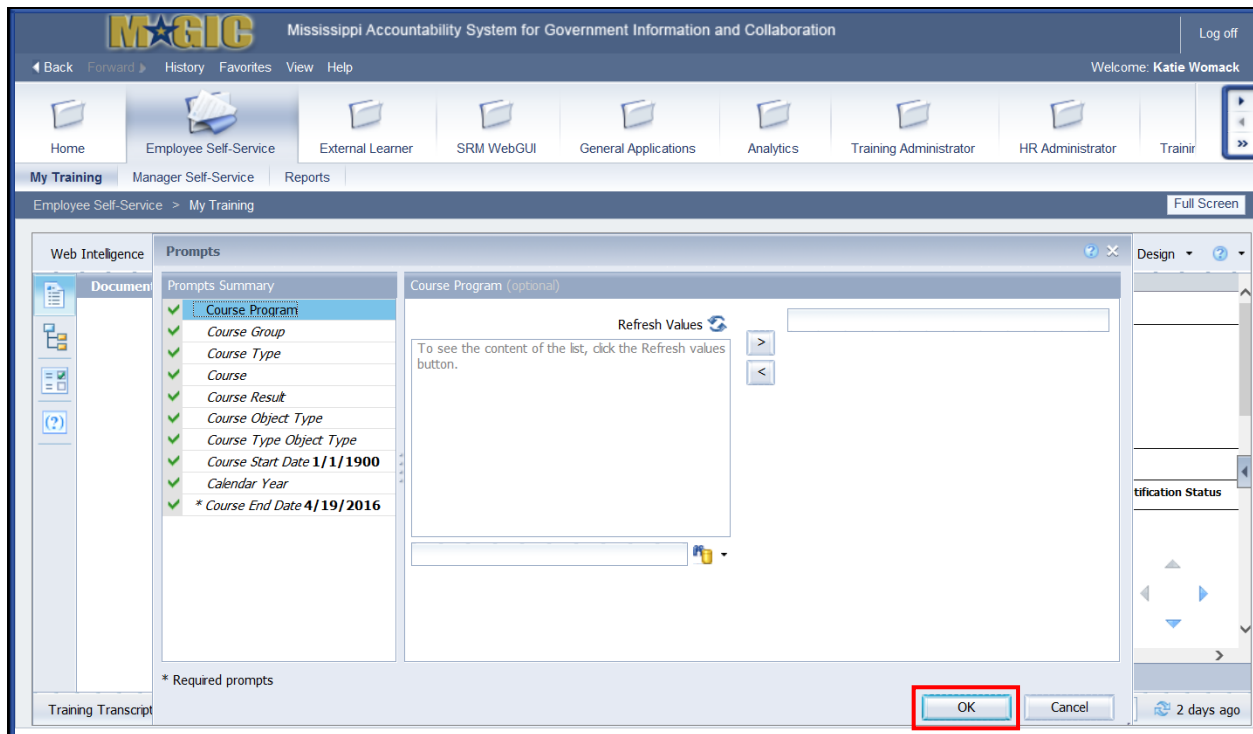 MAGIC Mississippi Accountability System for Government Information and Collaboration Log off
Back Forward History Favorites View Help Welcome: Katie Womack
Home Employee Self-Service External Learner SRM WebGUI General Applications Analytics Training Administrator HR Administrator Trainin
My Training Manager Self-Service Reports
Employee Self-Service > My Training Full Screen
Web Inteligence Prompts Design
Document Prompts Summary Course Program (optional)
Course Program
Refresh Values
Course Group
To see the content of the list, click the Refresh values
button.
>
<
Course Type
Course
Course Result
Course Object Type
Course Type Object Type
Course Start Date 1/1/1900
Calendar Year
* Course End Date 4/19/2016
tification Status
* Required prompts
OK Cancel
Training Transcript 2 days ago